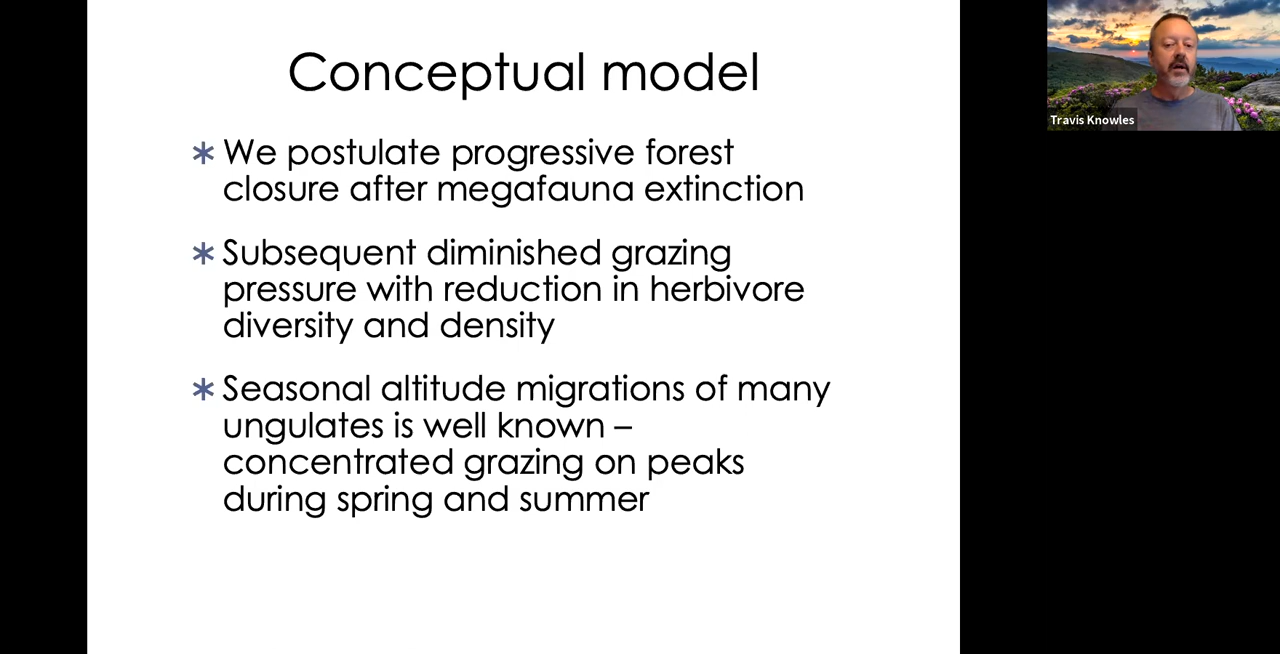 Conceptual model
* We postulate progressive forest
closure after megafauna extinction
* Subsequent diminished grazing
pressure with reduction in herbivore
diversity and density
* Seasonal altitude migrations of many
ungulates is well known –
concentrated grazing on peaks
during spring and summer
Travis Knowles